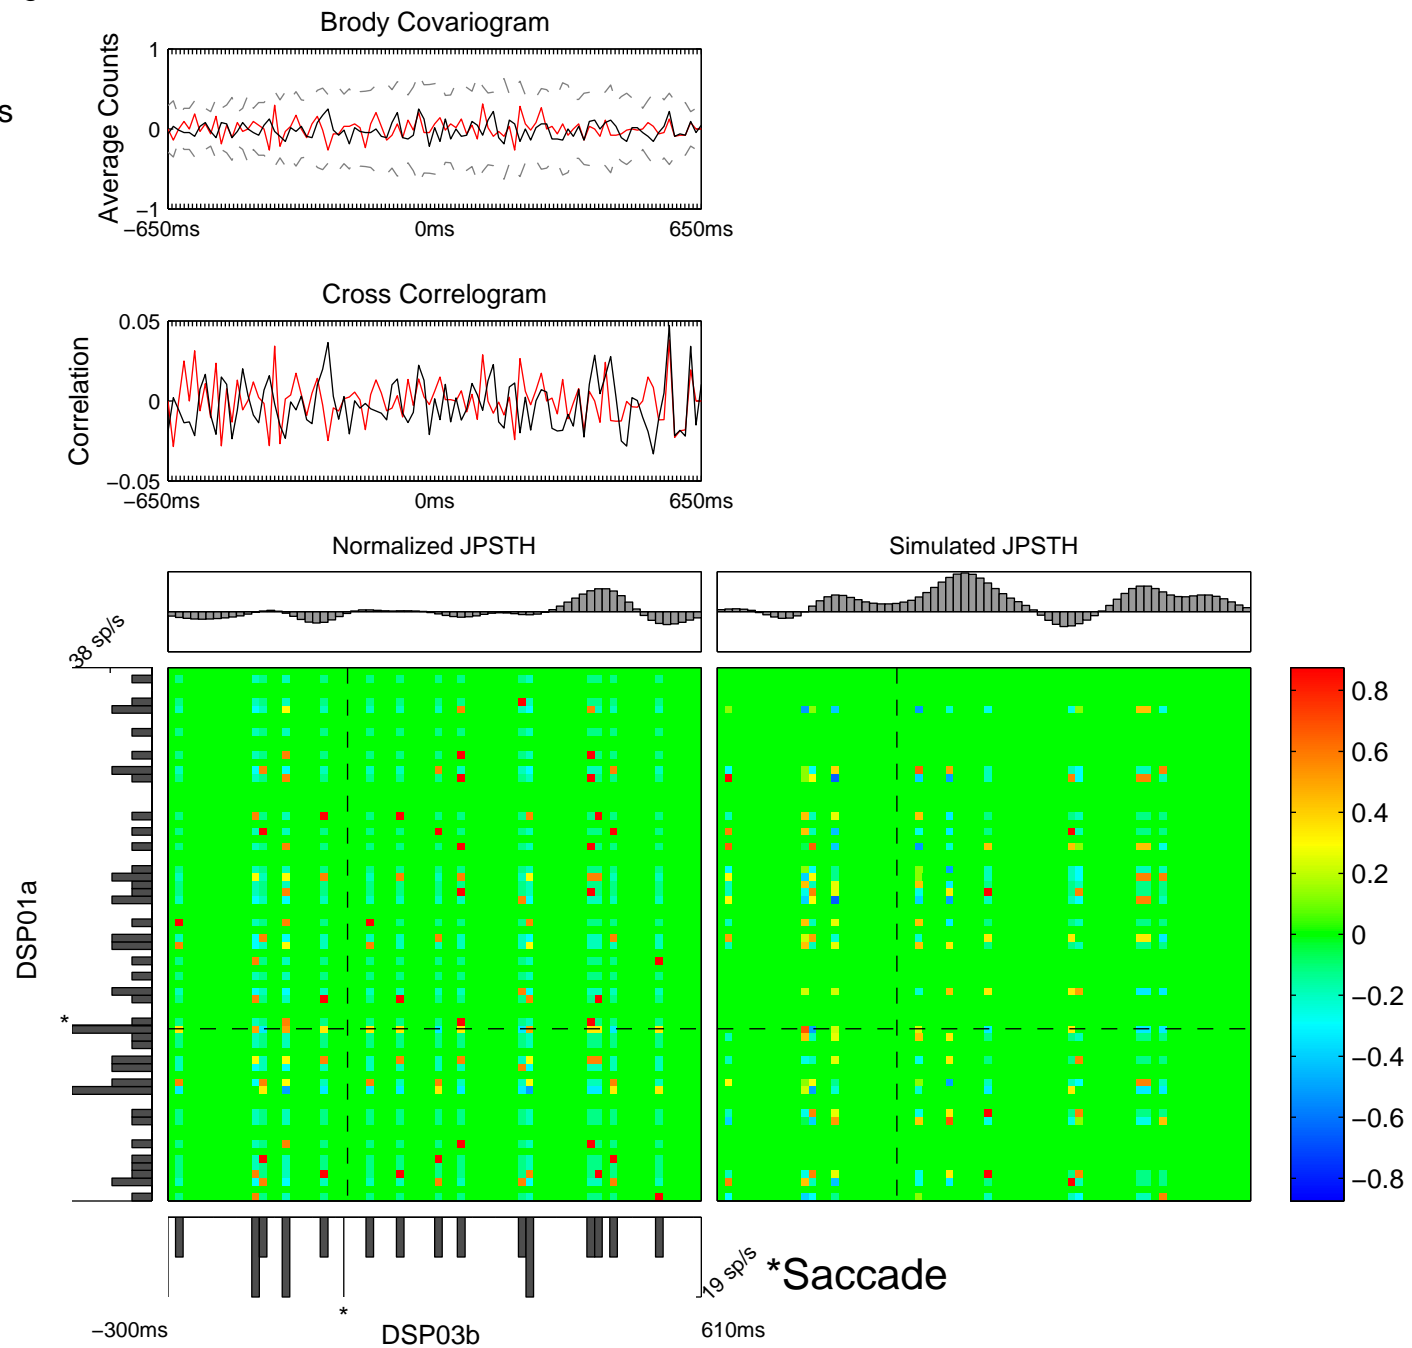 Brody Covariogram
s
Average Counts
1
0
−1
−650ms
0ms
650ms
Cross Correlogram
Correlation
0.05
0
−0.05
−650ms
0ms
650ms
Normalized JPSTH
Simulated JPSTH
38 sp/s
DSP01a
*
0.8
0.6
0.4
0.2
0
−0.2
−0.4
−0.6
−0.8
19 sp/s
*Saccade
*
−300ms
DSP03b
610ms